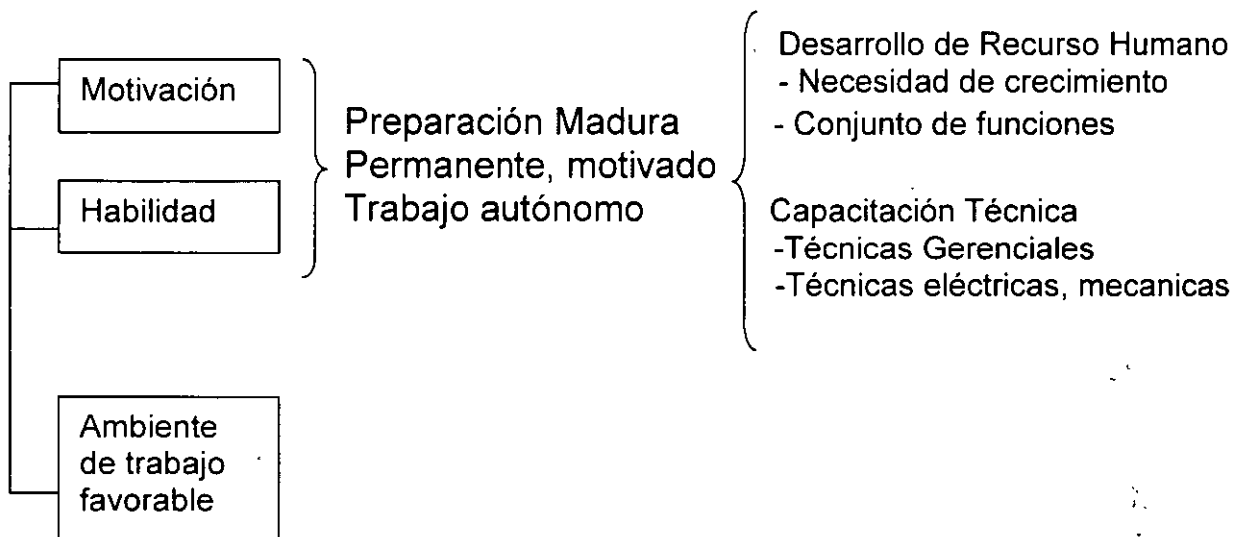 Motivación
Habilidad
Ambiente
de trabajo
favorable
Preparación Madura
Permanente, motivado
Trabajo autónomo
Desarrollo de Recurso Humano
- Necesidad de crecimiento
- Conjunto de funciones
Capacitación Técnica
-Técnicas Gerenciales
-Técnicas eléctricas, mecanicas